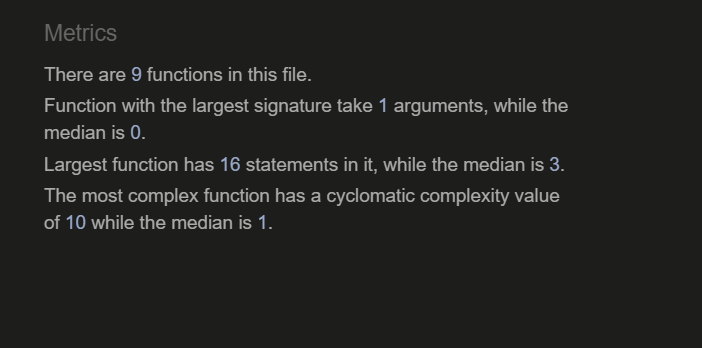 Metrics
There are 9 functions in this file.
Function with the largest signature take 1 arguments, while the
median is 0.
Largest function has 16 statements in it, while the median is 3.
The most complex function has a cyclomatic complexity value
of 10 while the median is 1.